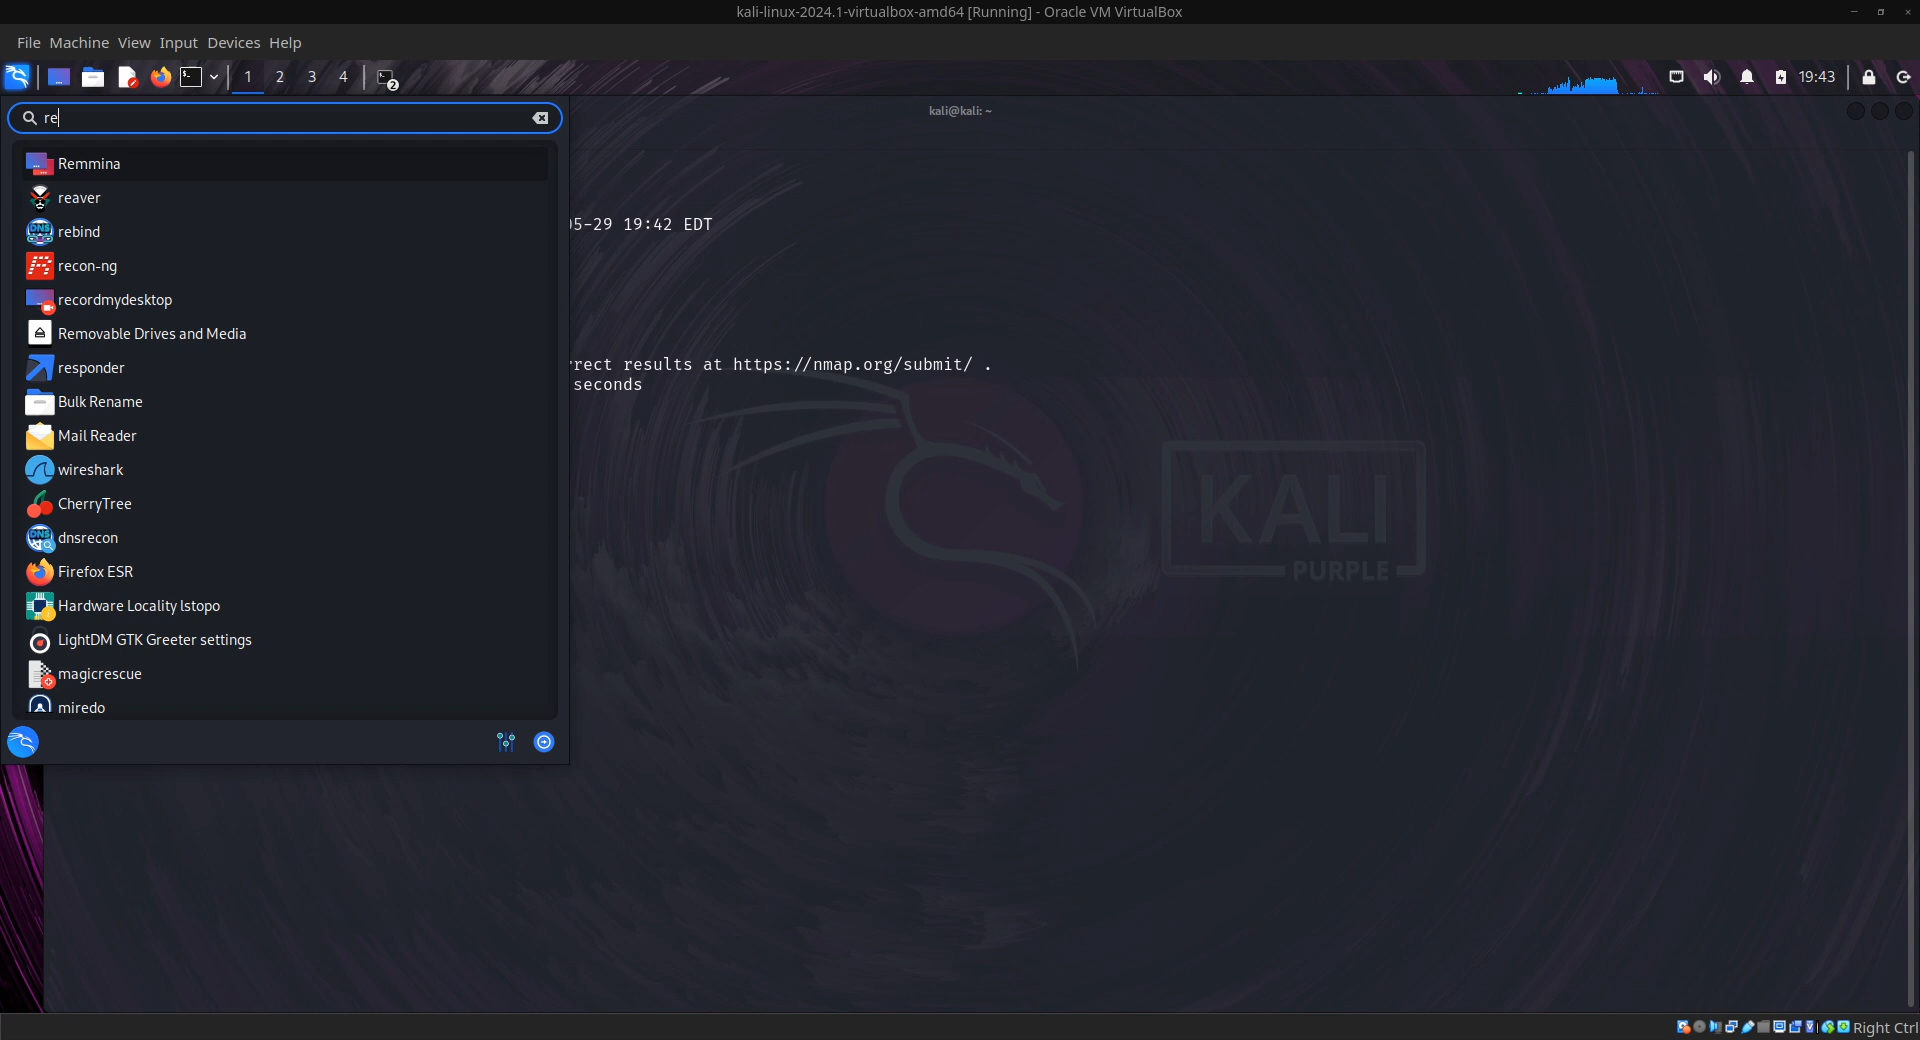 kali-linux-2024.1-virtualbox-amd64 [Running] - Oracle VM VirtualBox
File Machine View Input Devices Help
1 2 3 4 2 19:43
re
kali@kali: ~
Remmina
reaver
rebind
05-29 19:42 EDT
recon-ng
recordmydesktop
Removable Drives and Media
responder
rrect results at https://nmap.org/submit/ .
seconds
Bulk Rename
Mail Reader
wireshark
CherryTree
dnsrecon
Firefox ESR
Hardware Locality lstopo
LightDM GTK Greeter settings
magicrescue
miredo
KALI
PURPLE
Right Ctrl